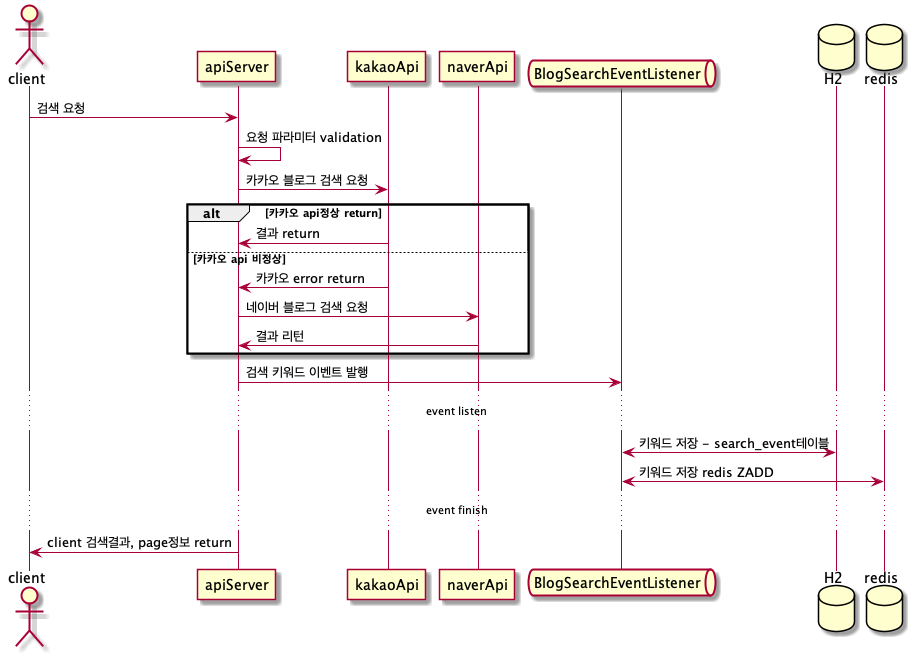 client
apiServer
kakaoApi
naverApi
BlogSearchEventListener
H2
redis
검색 요청
요청 파라미터 validation
카카오 블로그 검색 요청
alt
[카카오 api정상 return]
결과 return
[카카오 api 비정상]
카카오 error return
네이버 블로그 검색 요청
결과 리턴
검색 키워드 이벤트 발행
event listen
키워드 저장 - search_event테이블
키워드 저장 redis ZADD
event finish
client 검색결과, page정보 return
client
apiServer
kakaoApi
naverApi
BlogSearchEventListener
H2
redis